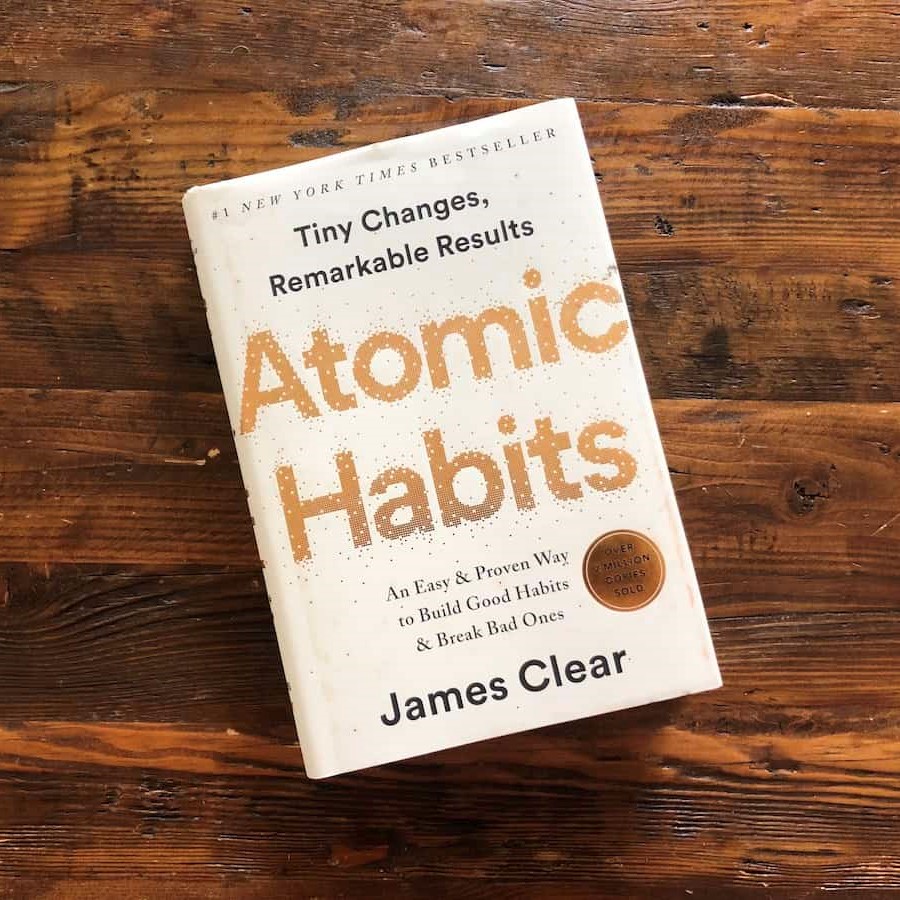 #1 NEW YORK TIMES BESTSELLER
Tiny Changes,
Remarkable Results
Atomic
Habits
An Easy & Proven Way
to Build Good Habits
& Break Bad Ones
OVER
MILLION
COPIES
SOLD
James Clear